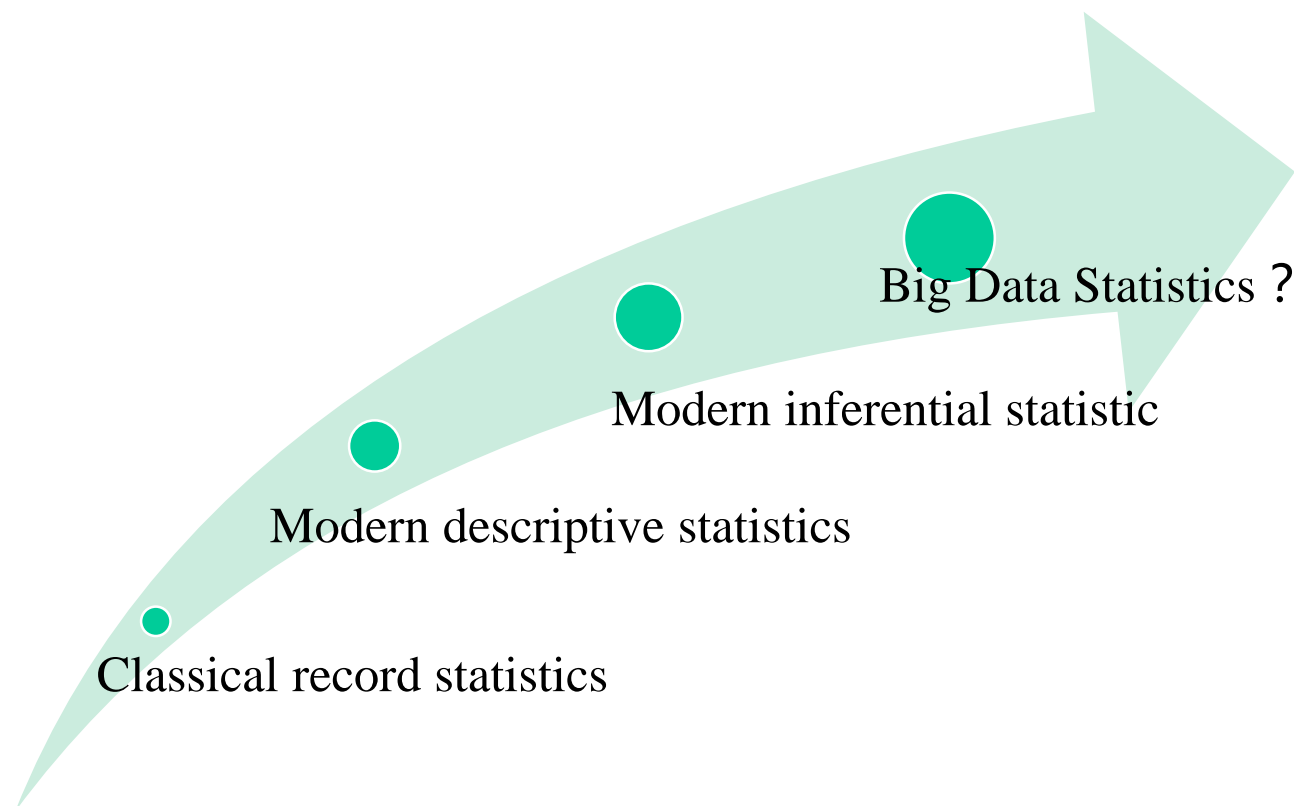 Big Data Statistics？
Modern inferential statistic
Modern descriptive statistics
Classical record statistics